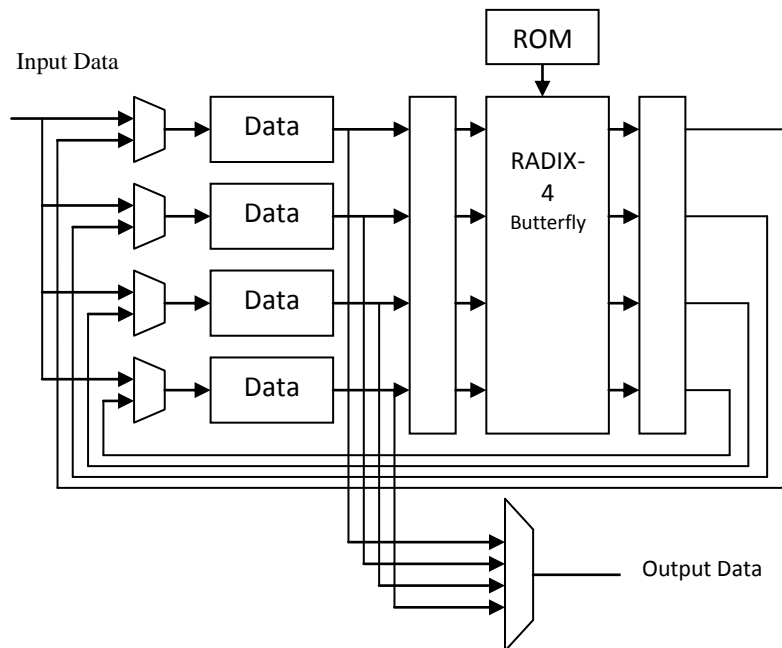 ROM
Input Data
Data
RADIX-
4
Butterfly
Data
Data
Data
Output Data